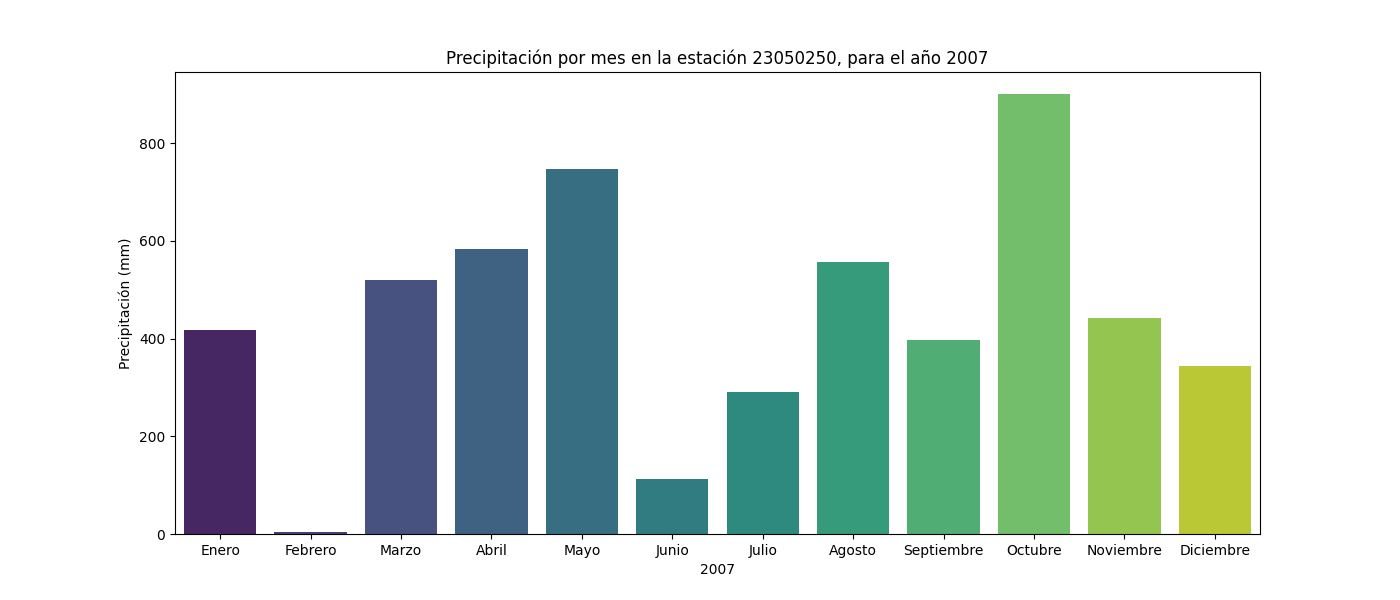 Precipitación por mes en la estación 23050250, para el año 2007
Precipitación (mm)
800
600
400
200
0
Enero Febrero Marzo Abril Mayo Junio Julio Agosto Septiembre Octubre Noviembre Diciembre
2007